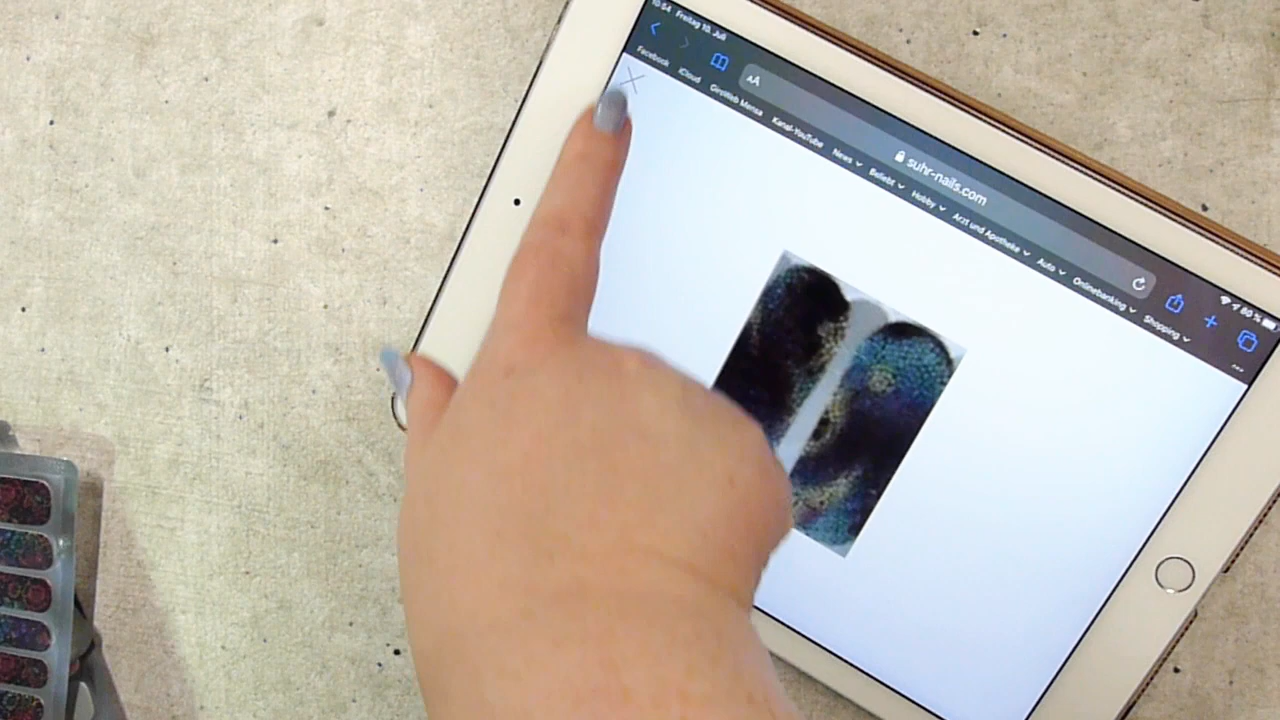 10:54 Freitag 10. Juli
80 %
AA
suhr-nails.com
Facebook iCloud GiroWeb Mensa Kanal-YouTube News Beliebt Hobby Arzt und Apotheke Auto Onlinebanking Shopping